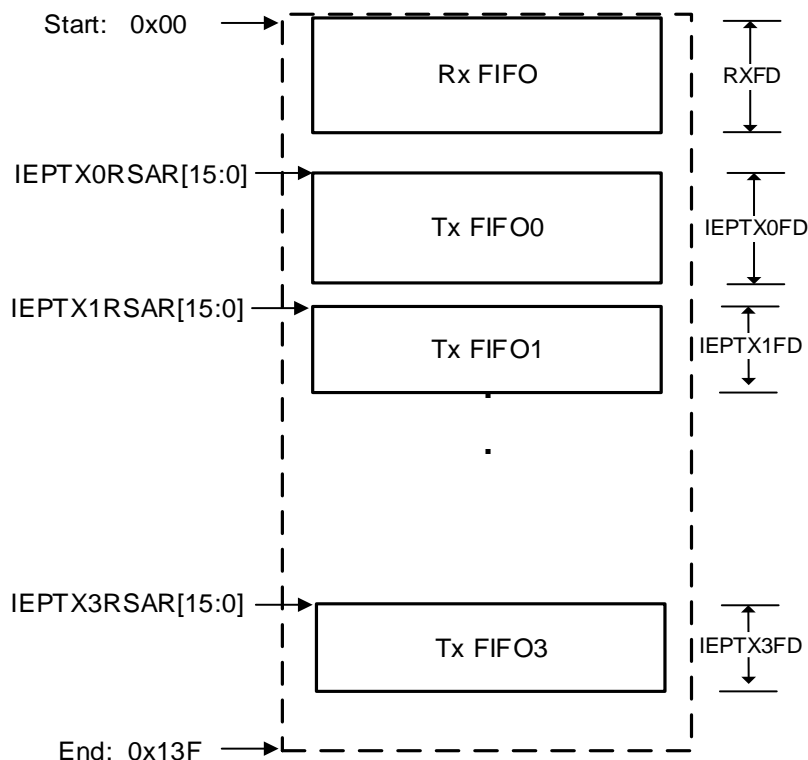 Start: 0x00
Rx FIFO
RXFD
IEPTX0RSAR[15:0]
Tx FIFO0
IEPTX0FD
IEPTX1RSAR[15:0]
Tx FIFO1
IEPTX1FD
IEPTX3RSAR[15:0]
Tx FIFO3
IEPTX3FD
End: 0x13F